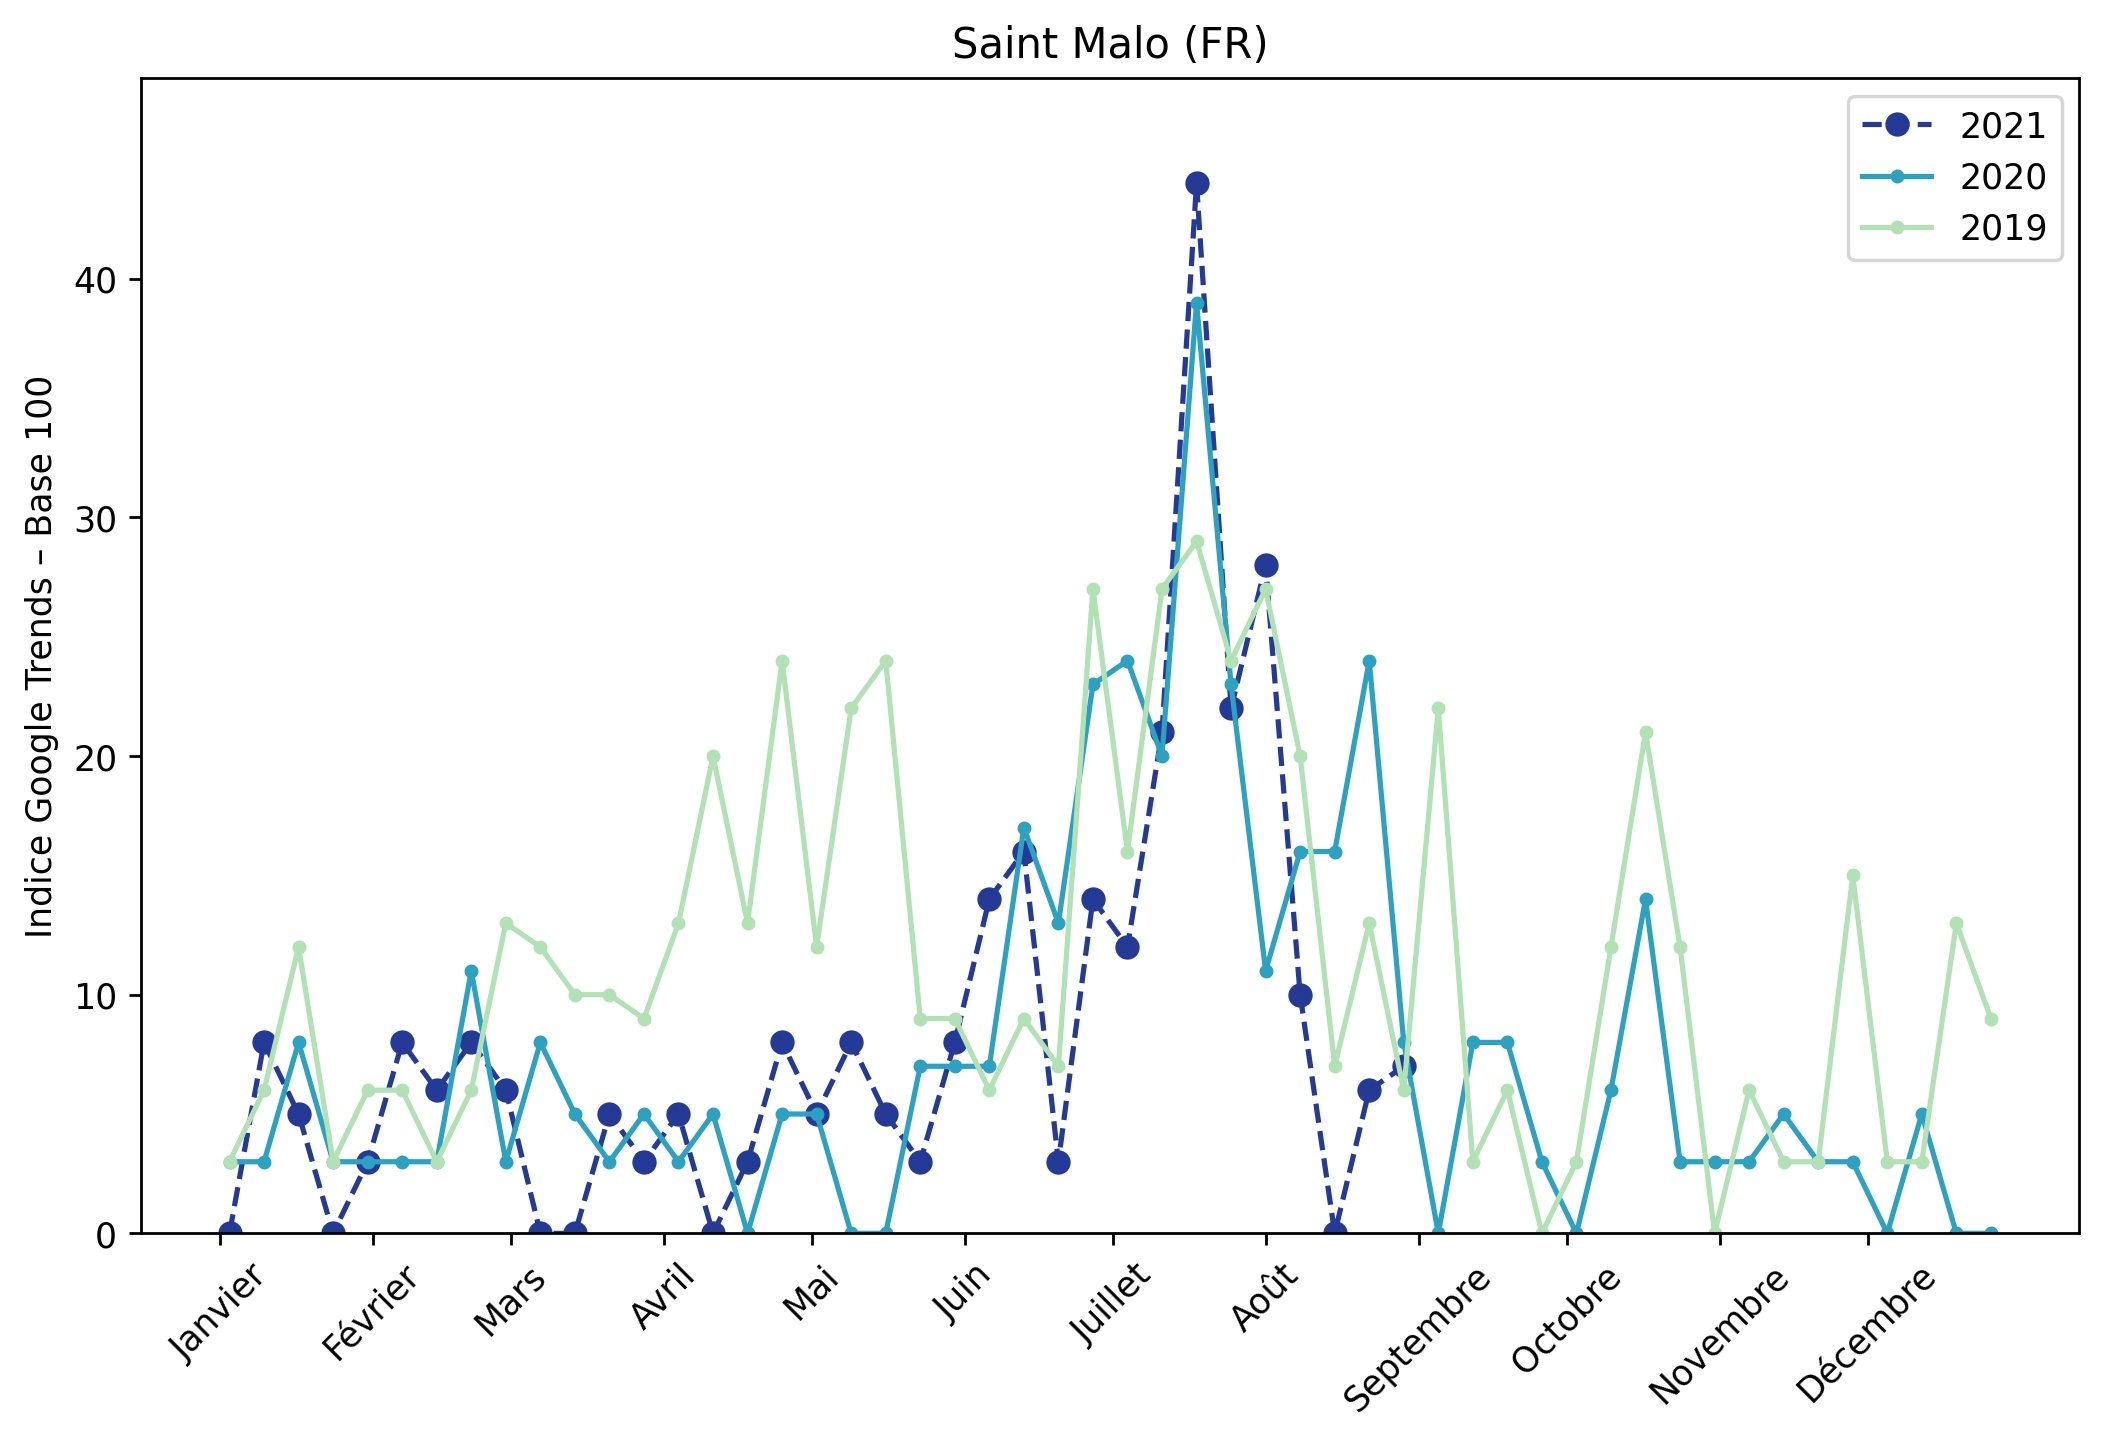 Saint Malo (FR)
2021
2020
2019
Indice Google Trends – Base 100
40
30
20
10
0
Janvier
Février
Mars
Avril
Mai
Juin
Juillet
Août
Septembre
Octobre
Novembre
Décembre